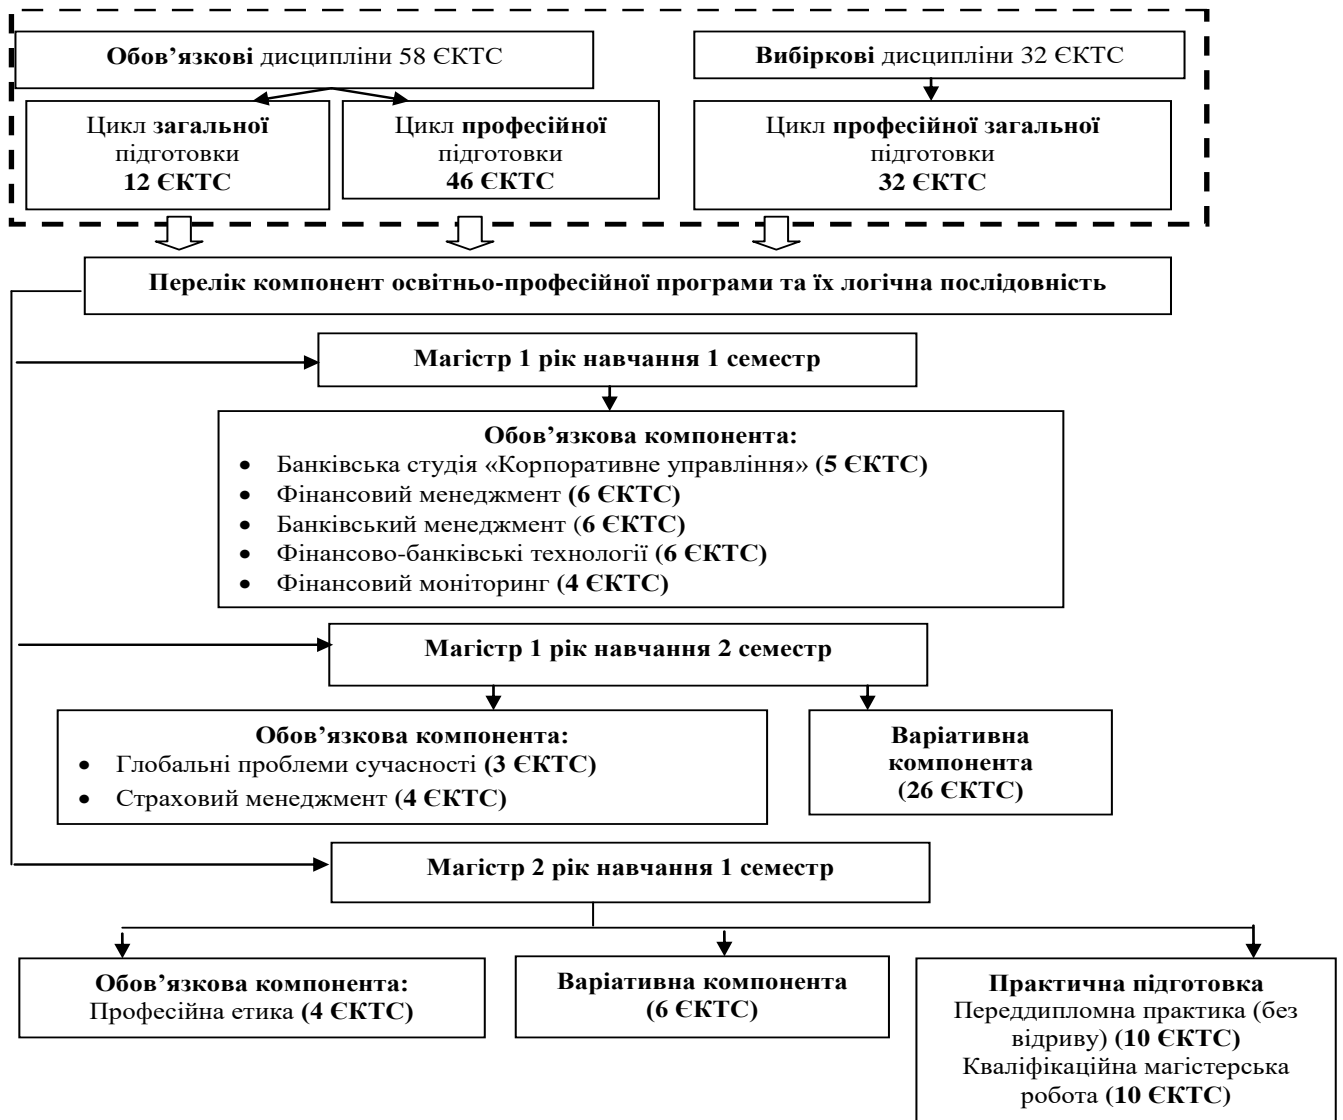 Обов’язкові дисципліни 58 ЄКТС
Вибіркові дисципліни 32 ЄКТС
Цикл загальної
підготовки
12 ЄКТС
Цикл професійної
підготовки
46 ЄКТС
Цикл професійної загальної
підготовки
32 ЄКТС
Перелік компонент освітньо-професійної програми та їх логічна послідовність
Магістр 1 рік навчання 1 семестр
Обов’язкова компонента:
• Банківська студія «Корпоративне управління» (5 ЄКТС)
• Фінансовий менеджмент (6 ЄКТС)
• Банківський менеджмент (6 ЄКТС)
• Фінансово-банківські технології (6 ЄКТС)
• Фінансовий моніторинг (4 ЄКТС)
Магістр 1 рік навчання 2 семестр
Обов’язкова компонента:
• Глобальні проблеми сучасності (3 ЄКТС)
• Страховий менеджмент (4 ЄКТС)
Варіативна
компонента
(26 ЄКТС)
Магістр 2 рік навчання 1 семестр
Обов’язкова компонента:
Професійна етика (4 ЄКТС)
Варіативна компонента
(6 ЄКТС)
Практична підготовка
Переддипломна практика (без
відриву) (10 ЄКТС)
Кваліфікаційна магістерська
робота (10 ЄКТС)